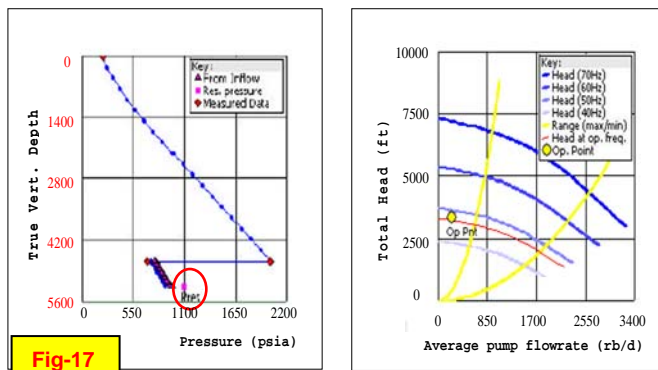 0
1400
2800
4200
5600
True Vert. Depth
Key:
From Inflow
Res. pressure
Measured Data
Pres
0
550
1100
1650
2200
Pressure (psia)
Fig-17
10000
7500
5000
2500
0
Total Head (ft)
Key:
Head (70Hz)
Head (60Hz)
Head (50Hz)
Head (40Hz)
Range (max/min)
Head at op. freq.
Op. Point
Op Pnt
0
850
1700
2550
3400
Average pump flowrate (rb/d)